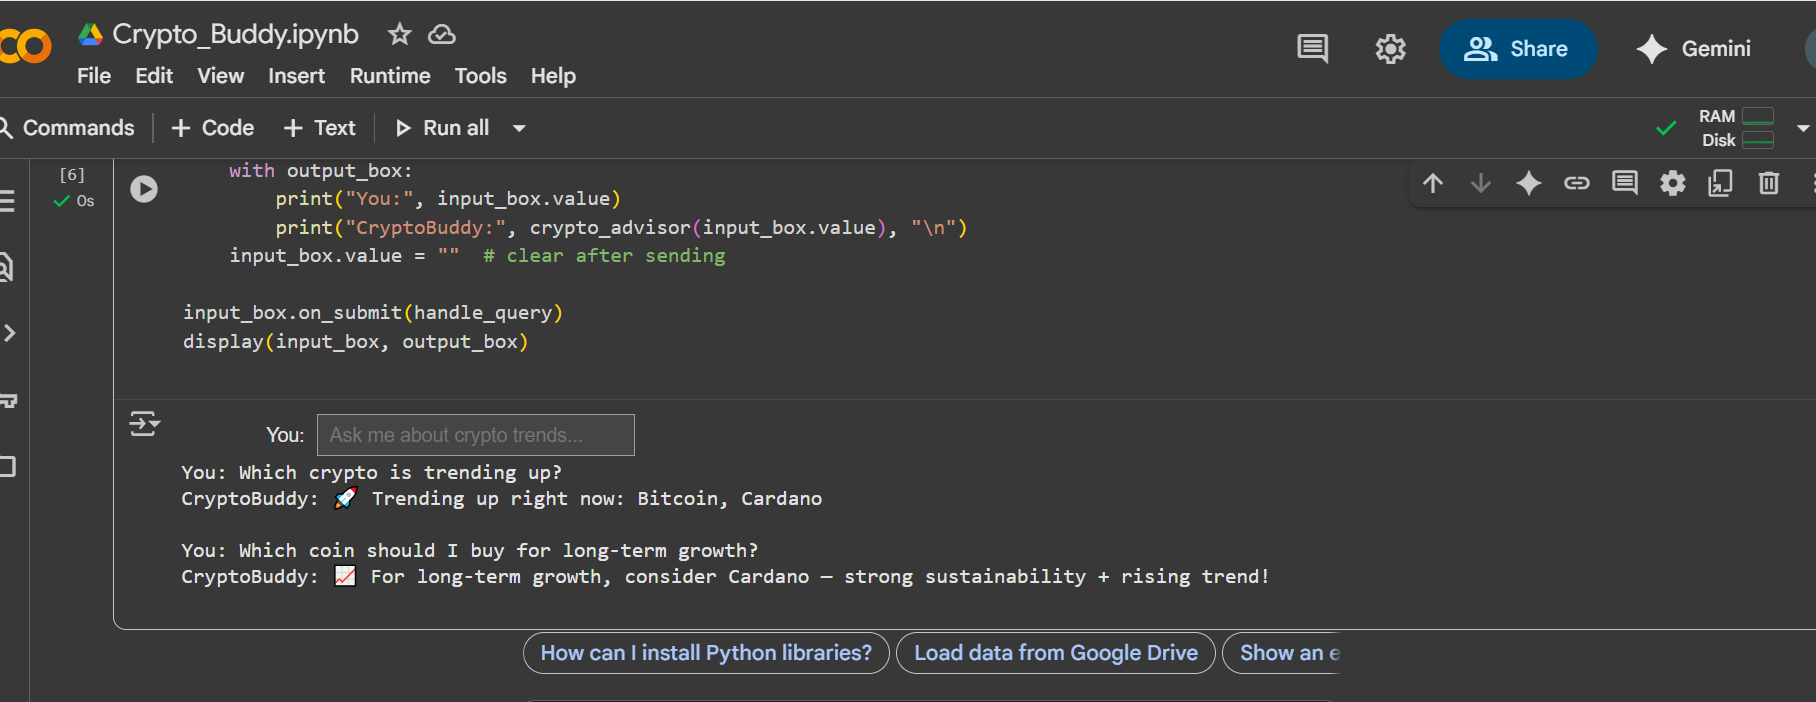 Crypto_Buddy.ipynb
File Edit View Insert Runtime Tools Help
Share
Gemini
Commands + Code + Text Run all
RAM
Disk
[6]
0s
with output_box:
print("You:", input_box.value)
print("CryptoBuddy:", crypto_advisor(input_box.value), "\n")
input_box.value = "" # clear after sending
input_box.on_submit(handle_query)
display(input_box, output_box)
You: Ask me about crypto trends...
You: Which crypto is trending up?
CryptoBuddy: 🚀 Trending up right now: Bitcoin, Cardano
You: Which coin should I buy for long-term growth?
CryptoBuddy: 📈 For long-term growth, consider Cardano — strong sustainability + rising trend!
How can I install Python libraries? Load data from Google Drive Show an